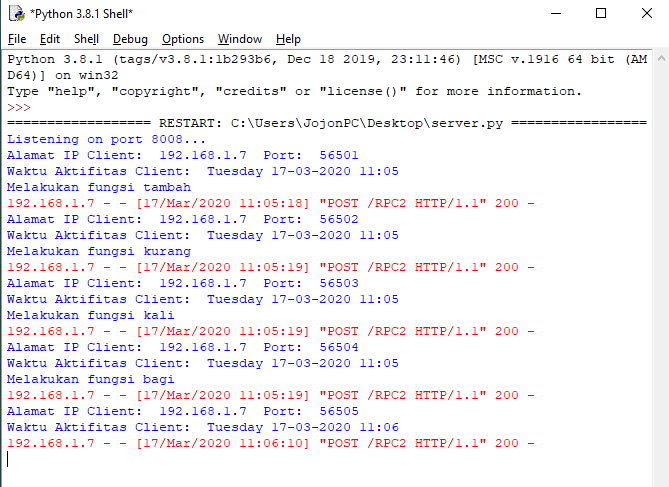 *Python 3.8.1 Shell*
File Edit Shell Debug Options Window Help
Python 3.8.1 (tags/v3.8.1:1b293b6, Dec 18 2019, 23:11:46) [MSC v.1916 64 bit (AM
D64)] on win32
Type "help", "copyright", "credits" or "license()" for more information.
>>>
================== RESTART: C:\Users\JojonPC\Desktop\server.py =================
Listening on port 8008...
Alamat IP Client:  192.168.1.7  Port:  56501
Waktu Aktifitas Client:  Tuesday 17-03-2020 11:05
Melakukan fungsi tambah
192.168.1.7 - - [17/Mar/2020 11:05:18] "POST /RPC2 HTTP/1.1" 200 -
Alamat IP Client:  192.168.1.7  Port:  56502
Waktu Aktifitas Client:  Tuesday 17-03-2020 11:05
Melakukan fungsi kurang
192.168.1.7 - - [17/Mar/2020 11:05:19] "POST /RPC2 HTTP/1.1" 200 -
Alamat IP Client:  192.168.1.7  Port:  56503
Waktu Aktifitas Client:  Tuesday 17-03-2020 11:05
Melakukan fungsi kali
192.168.1.7 - - [17/Mar/2020 11:05:19] "POST /RPC2 HTTP/1.1" 200 -
Alamat IP Client:  192.168.1.7  Port:  56504
Waktu Aktifitas Client:  Tuesday 17-03-2020 11:05
Melakukan fungsi bagi
192.168.1.7 - - [17/Mar/2020 11:05:19] "POST /RPC2 HTTP/1.1" 200 -
Alamat IP Client:  192.168.1.7  Port:  56505
Waktu Aktifitas Client:  Tuesday 17-03-2020 11:06
192.168.1.7 - - [17/Mar/2020 11:06:10] "POST /RPC2 HTTP/1.1" 200 -